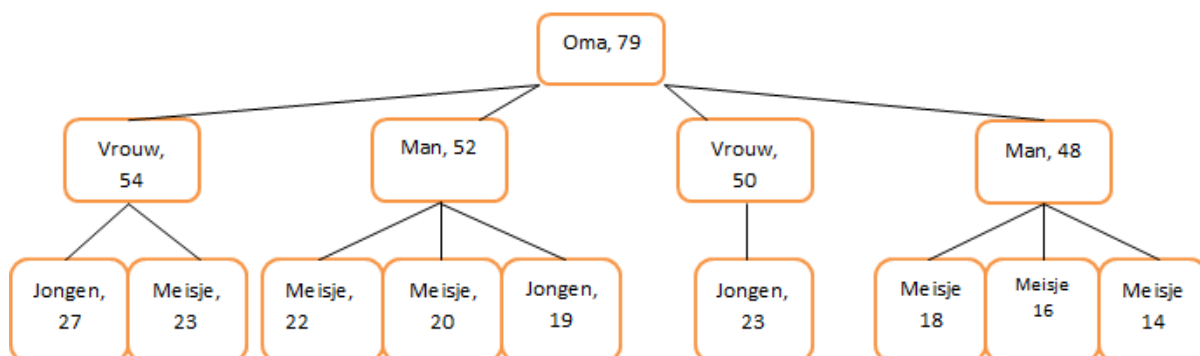 Oma, 79
Vrouw,
54
Man, 52
Vrouw,
50
Man, 48
Jongen,
27
Meisje,
23
Meisje,
22
Meisje,
20
Jongen,
19
Jongen,
23
Meisje
18
Meisje
16
Meisje
14